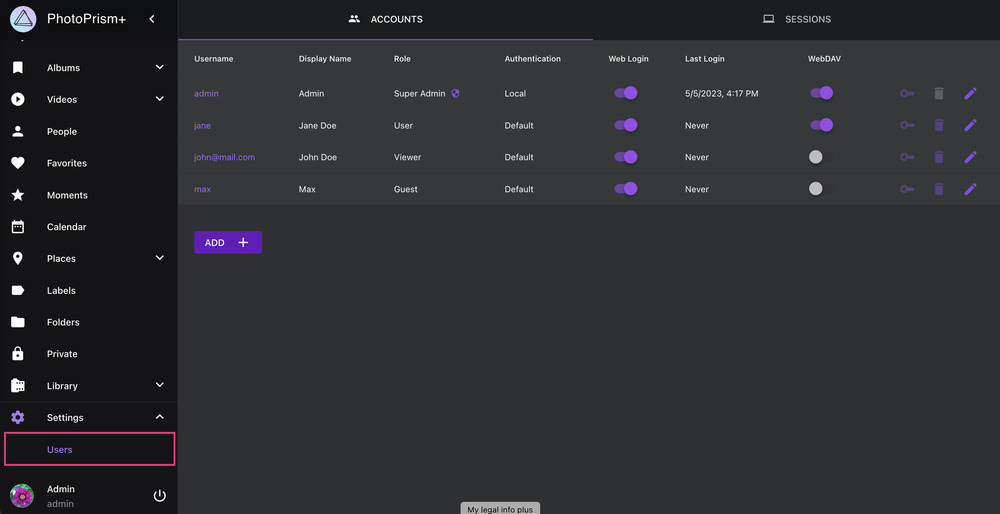 PhotoPrism+
Albums
Videos
People
Favorites
Moments
Calendar
Places
Labels
Folders
Private
Library
Settings
Users
Admin
admin
ACCOUNTS
SESSIONS
Username Display Name Role Authentication Web Login Last Login WebDAV
admin Admin Super Admin Local 5/5/2023, 4:17 PM
jane Jane Doe User Default Never
john@mail.com John Doe Viewer Default Never
max Max Guest Default Never
ADD
My legal info plus